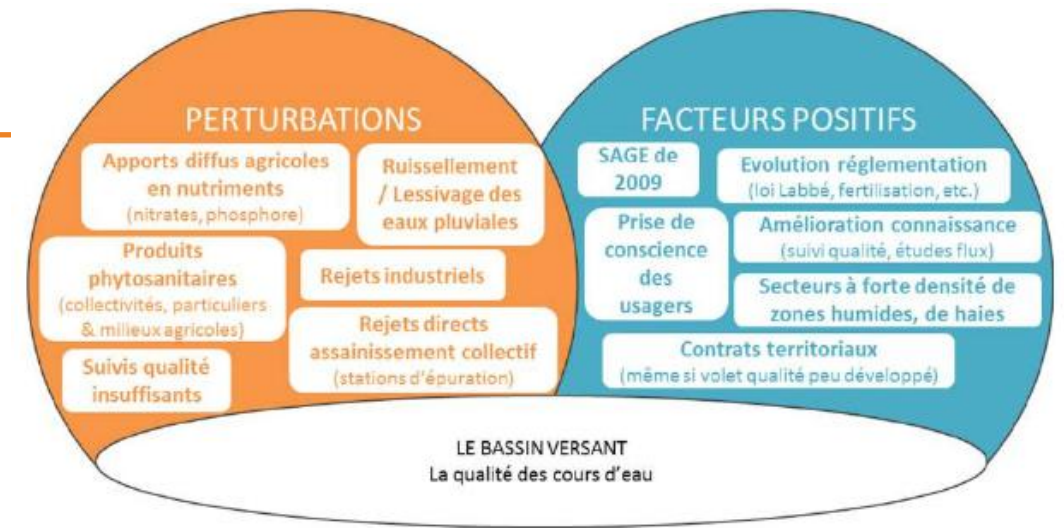 PERTURBATIONS
Apports diffus agricoles
en nutriments
(nitrates, phosphore)
Ruissellement
/ Lessivage des
eaux pluviales
Produits
phytosanitaires
(collectivités, particuliers
& milieux agricoles)
Rejets industriels
Rejets directs
assainissement collectif
(stations d'épuration)
Suivis qualité
insuffisants
FACTEURS POSITIFS
SAGE de
2009
Evolution réglementation
(loi Labbé, fertilisation, etc.)
Prise de
conscience
des
usagers
Amélioration connaissance
(suivi qualité, études flux)
Secteurs à forte densité de
zones humides, de haies
Contrats territoriaux
(même si volet qualité peu développé)
LE BASSIN VERSANT
La qualité des cours d'eau